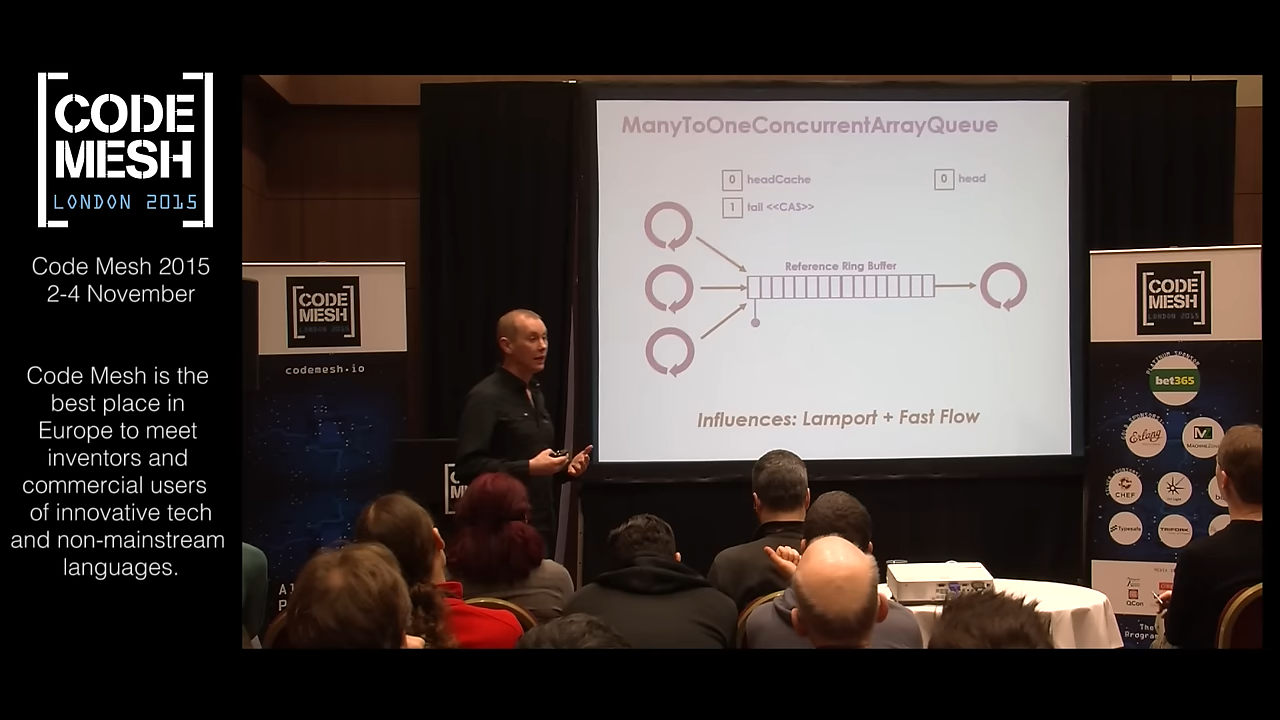 CODE
MESH
LONDON 2015
Code Mesh 2015
2-4 November
Code Mesh is the
best place in
Europe to meet
inventors and
commercial users
of innovative tech
and non-mainstream
languages.
CODE
MESH
LONDON 2015
codemesh.io
ManyToOneConcurrentArrayQueue
0 headCache
0 head
1 tail <<CAS>>
Reference Ring Buffer
Influences: Lamport + Fast Flow
CODE
MESH
LONDON 2015
PLATINUM SPONSOR
bet365
Erlang
CHEF
Typesafe
TRIFORK
QCon
The